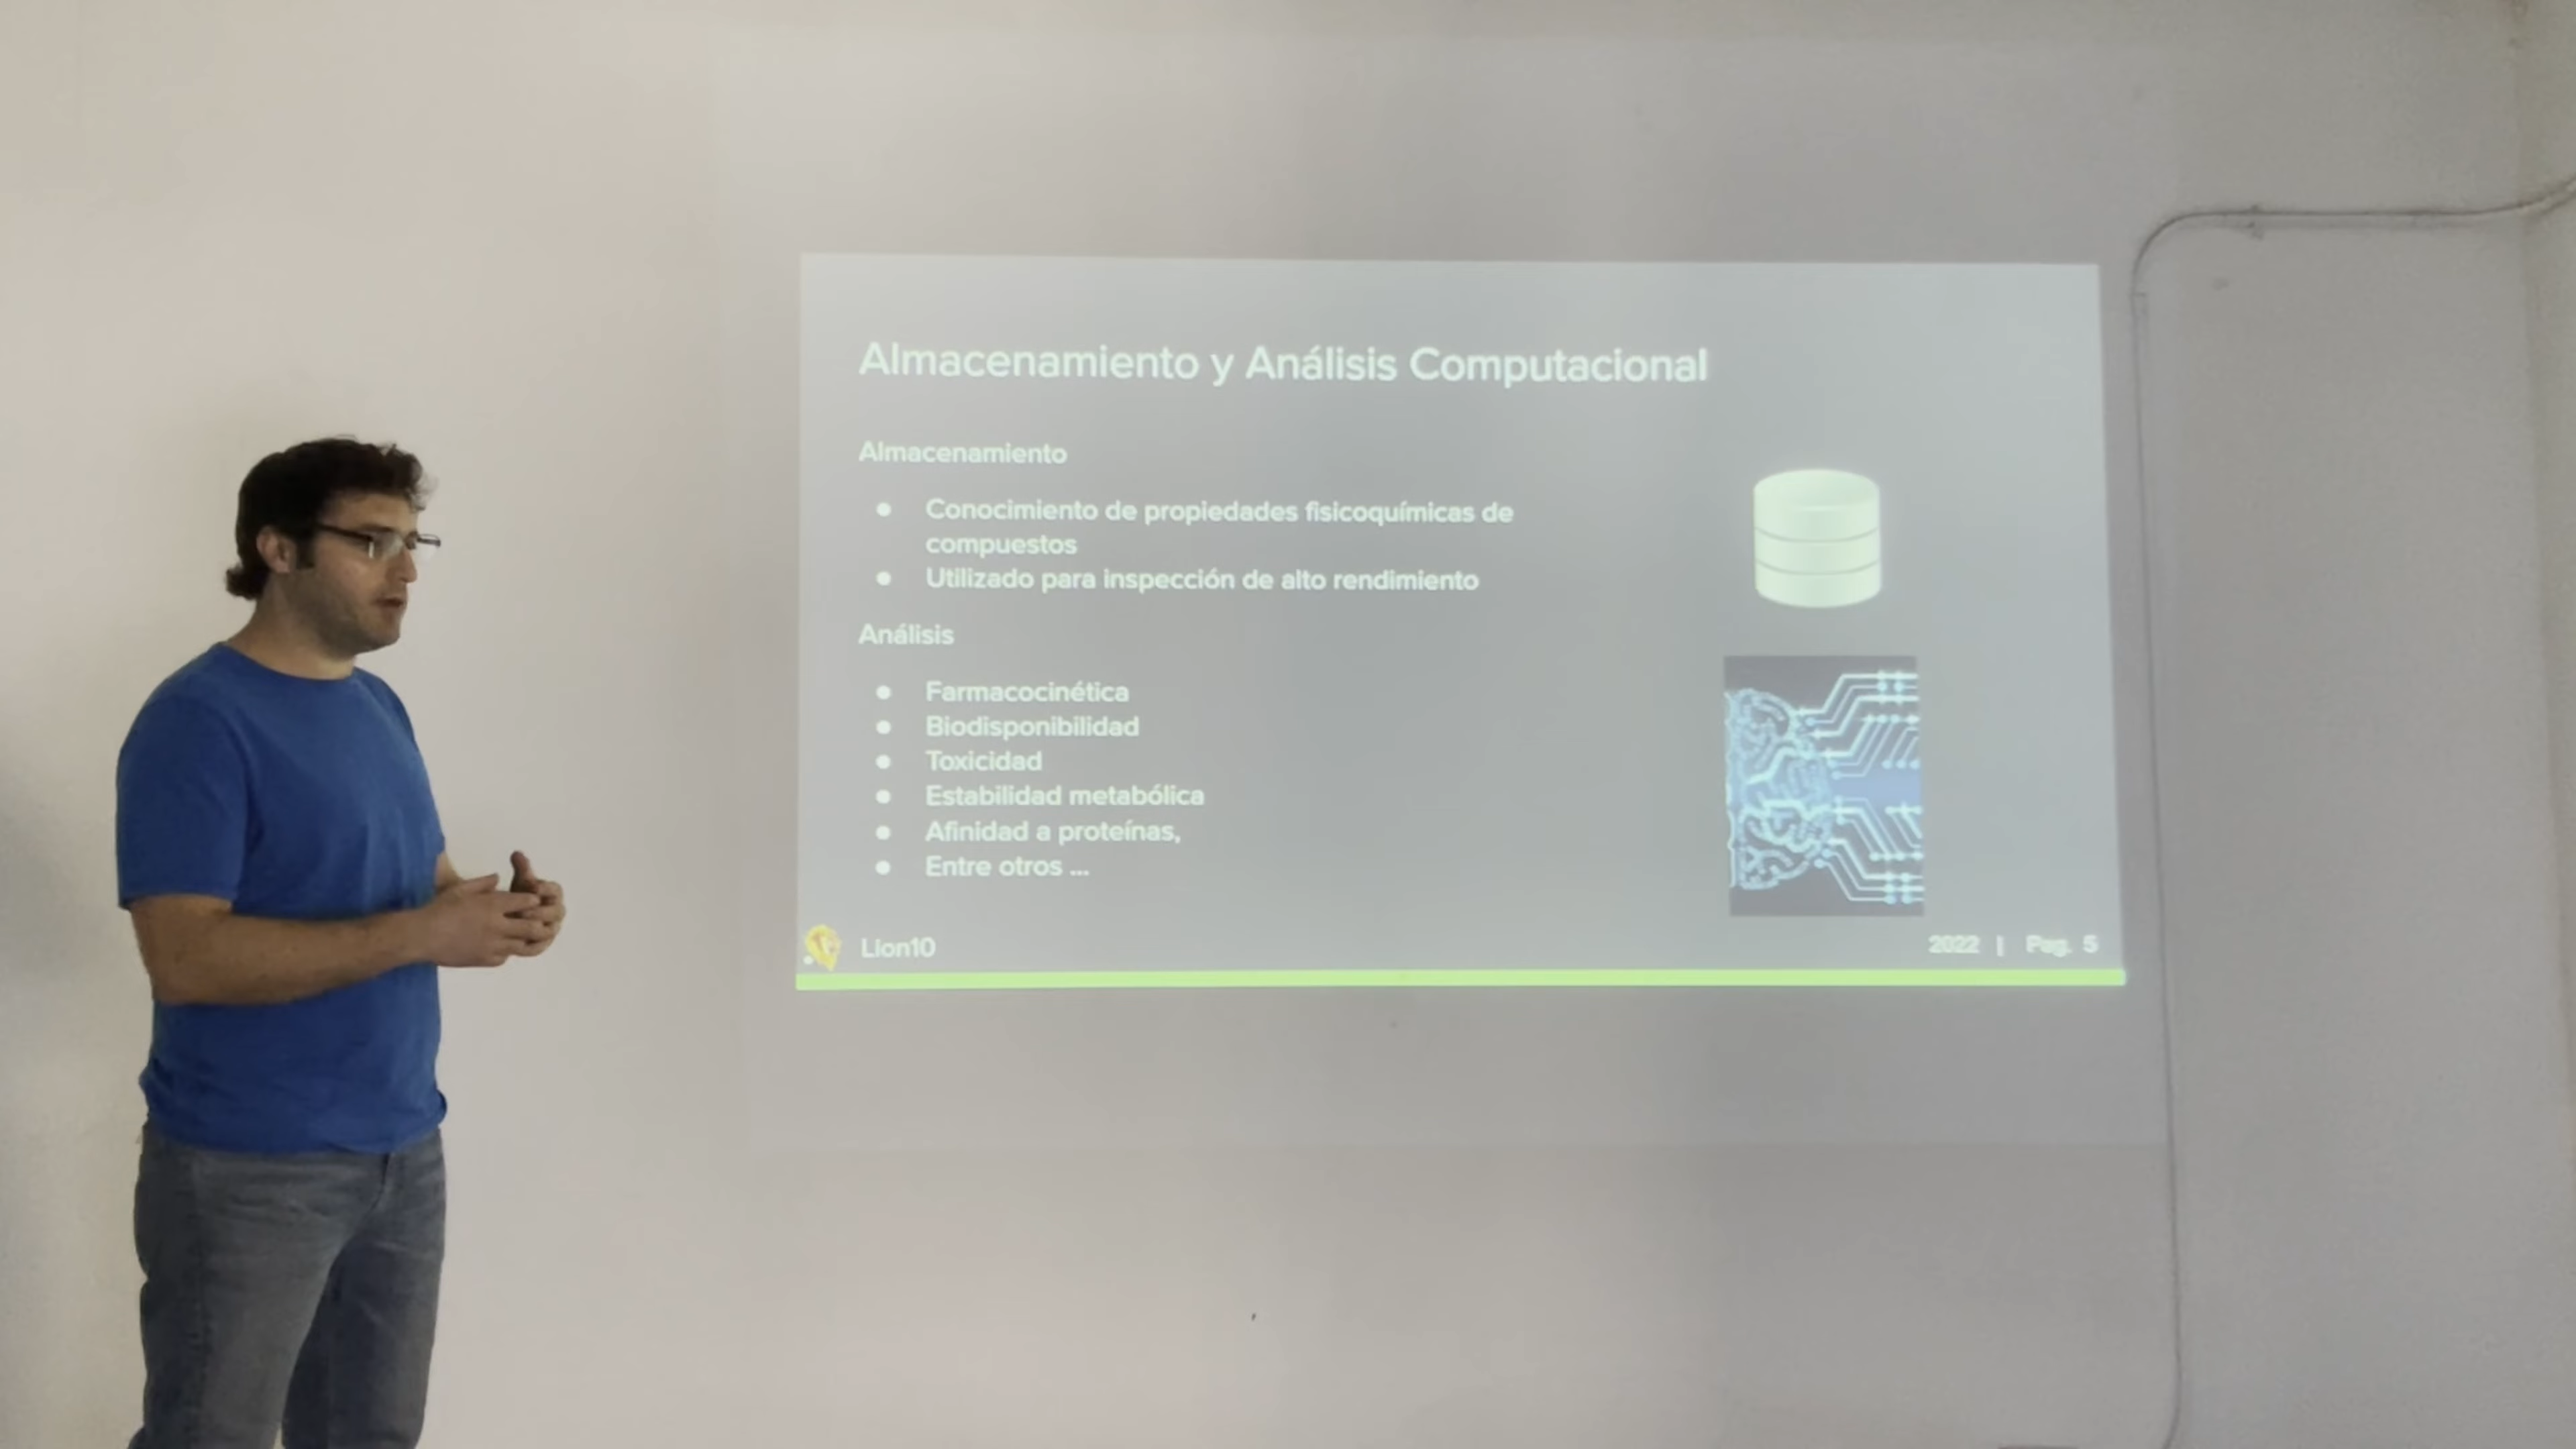 Almacenamiento y Análisis Computacional
Almacenamiento
● Conocimiento de propiedades fisicoquímicas de
compuestos
● Utilizado para inspección de alto rendimiento
Análisis
● Farmacocinética
● Biodisponibilidad
● Toxicidad
● Estabilidad metabólica
● Afinidad a proteínas,
● Entre otros ...
Lion10
2022 | Pag. 5